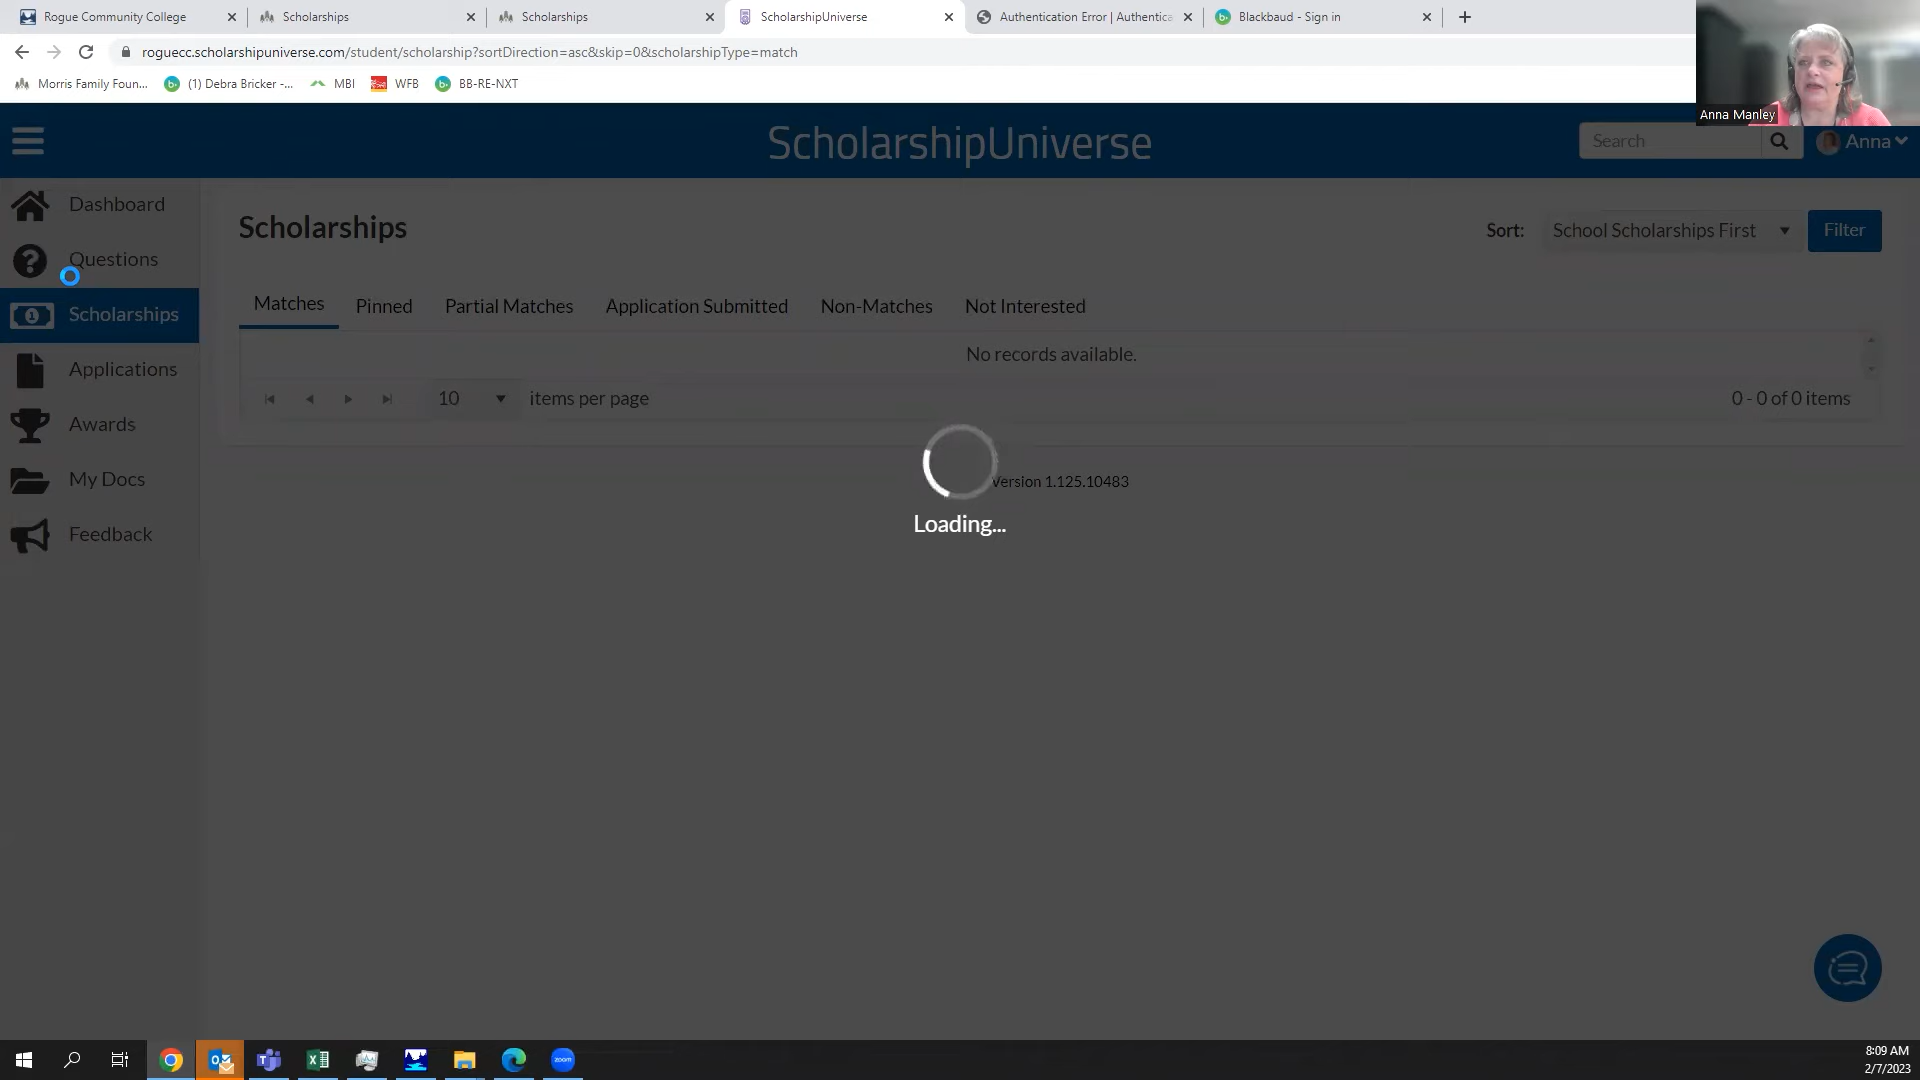 Rogue Community College
Scholarships
Scholarships
ScholarshipUniverse
Authentication Error | Authentica
Blackbaud - Sign in
roguecc.scholarshipuniverse.com/student/scholarship?sortDirection=asc&skip=0&scholarshipType=match
Morris Family Foun...
(1) Debra Bricker -...
MBI
WFB
BB-RE-NXT
Anna Manley
ScholarshipUniverse
Search
Anna
Dashboard
Questions
Scholarships
Applications
Awards
My Docs
Feedback
Scholarships
Sort:
School Scholarships First
Filter
Matches
Pinned
Partial Matches
Application Submitted
Non-Matches
Not Interested
No records available.
10
items per page
0 - 0 of 0 items
Version 1.125.10483
Loading...
zoom
8:09 AM
2/7/2023